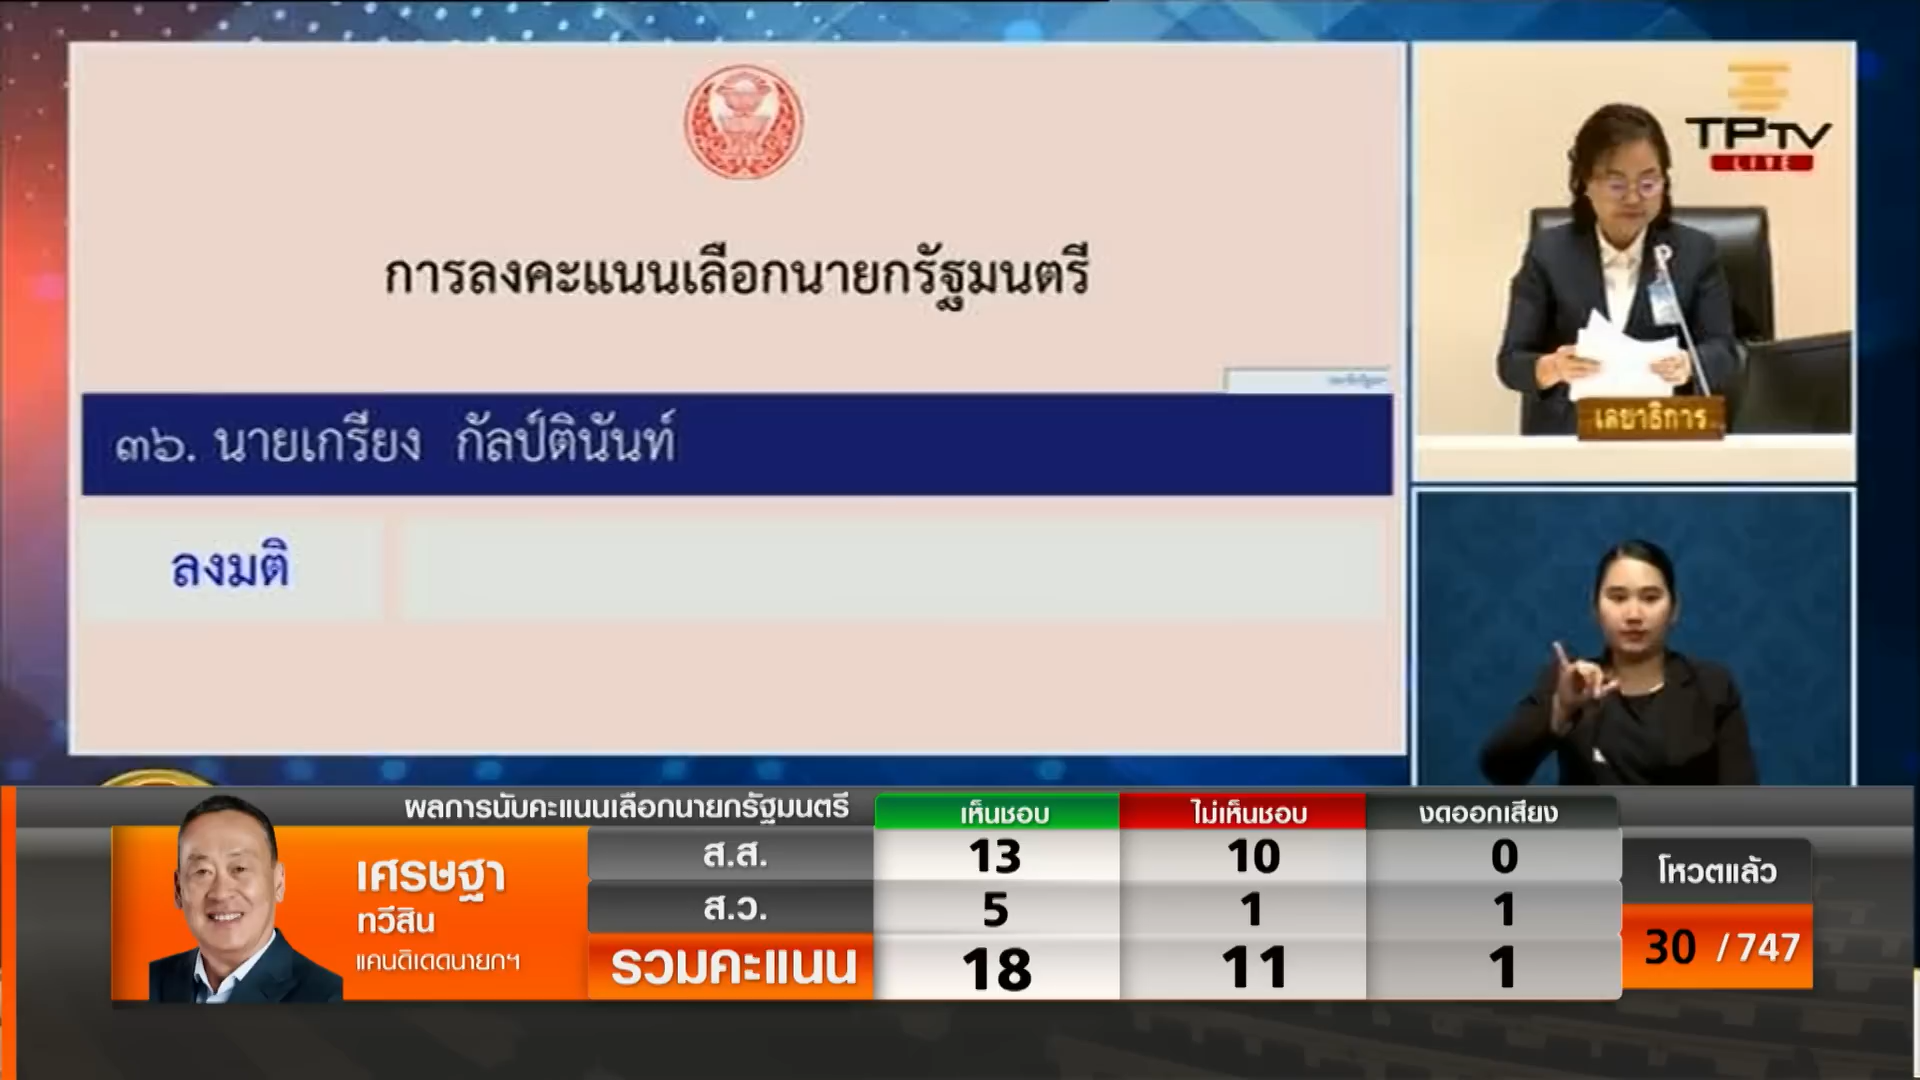 การลงคะแนนเลือกนายกรัฐมนตรี
๓๖. นายเกรียง กัลป์ตินันท์
ลงมติ
TPTV
LIVE
เลขาธิการ
ผลการนับคะแนนเลือกนายกรัฐมนตรี
เห็นชอบ ไม่เห็นชอบ งดออกเสียง
ส.ส. 13 10 0
ส.ว. 5 1 1
รวมคะแนน 18 11 1
เศรษฐา
ทวีสิน
แคนดิเดตนายกฯ
โหวตแล้ว
30 / 747